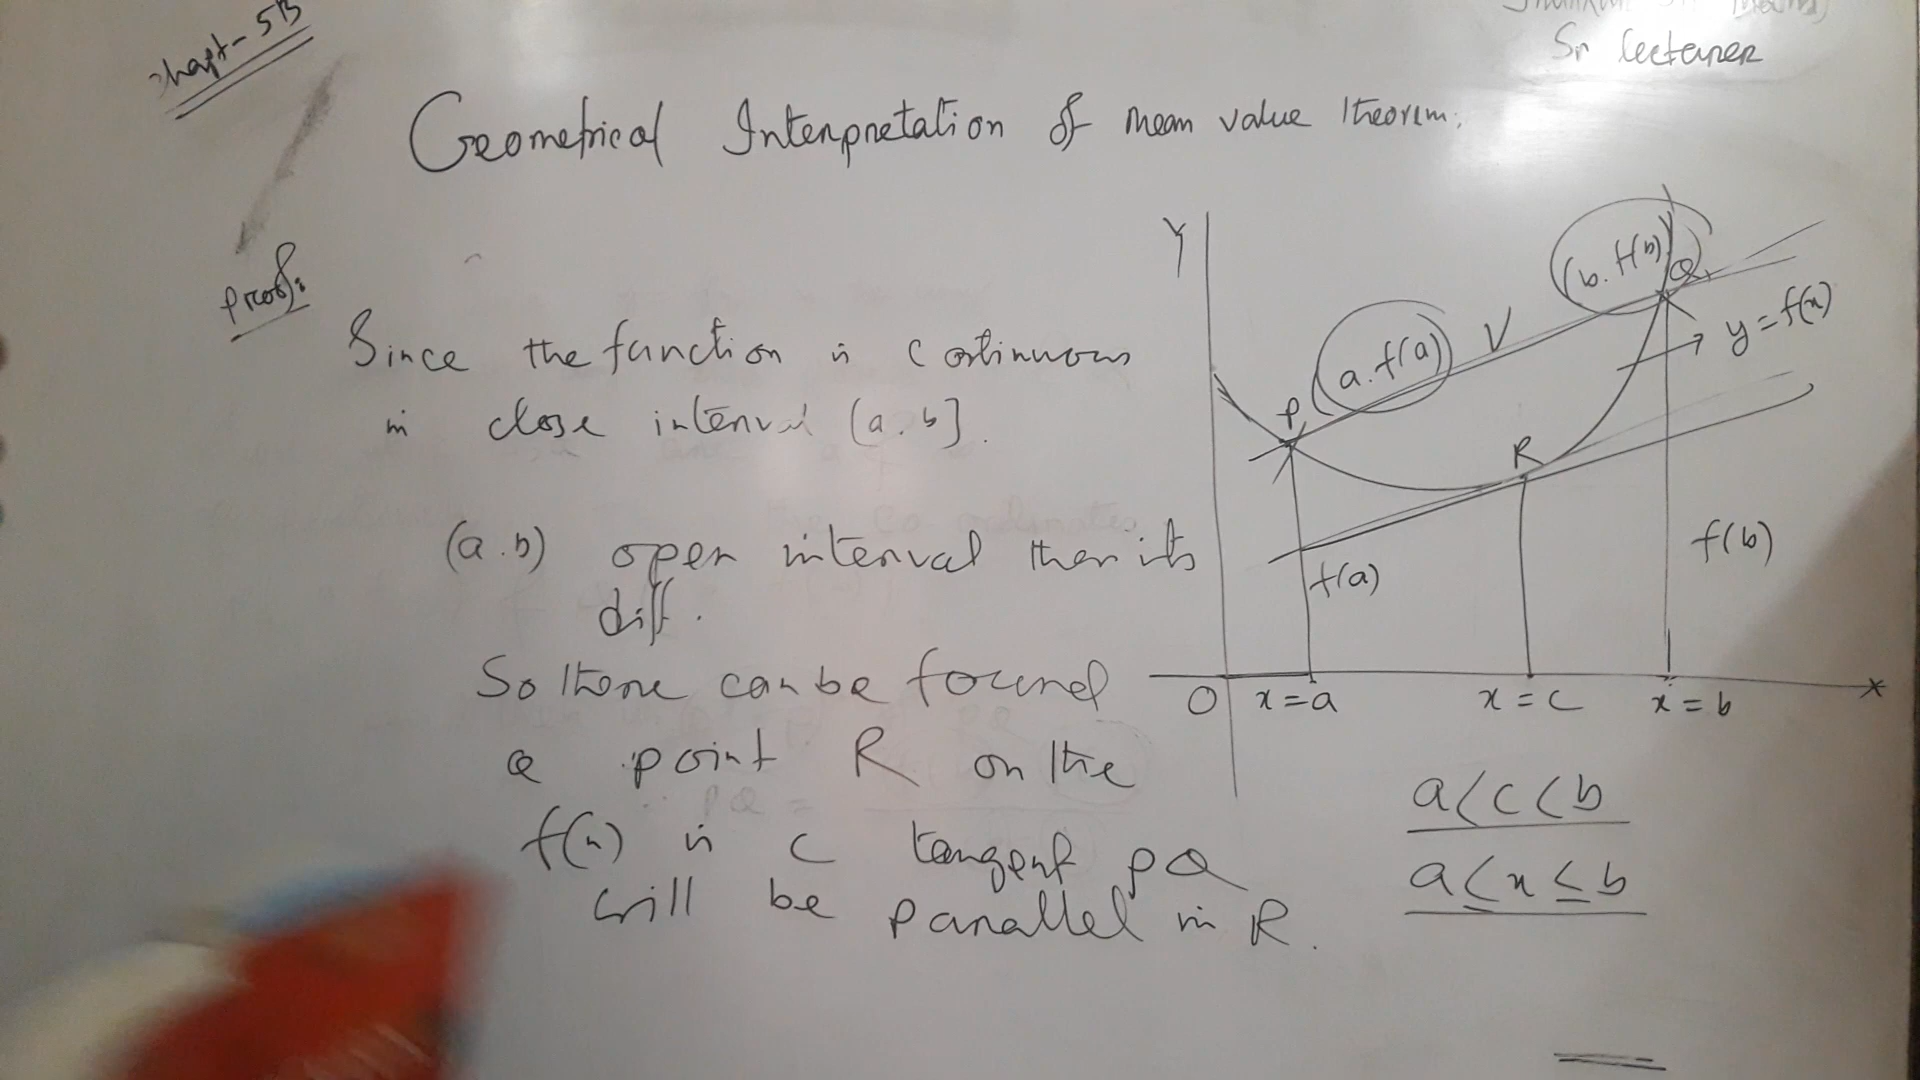 Chapt-5B
Sr lecturer
Geometrical Interpretation of mean value theorem:
proof:
Since the function is continuous
in close interval [a.b].
(a.b) open interval then its
diff.
So there can be found
a point R on the
f(x) is c tangent PQ
will be parallel in R.
Y
(b.f(b))
Q
(a.f(a))
y=f(x)
P
R
f(a)
f(b)
O
x=a
x=c
x=b
x
a<c<b
a≤x≤b